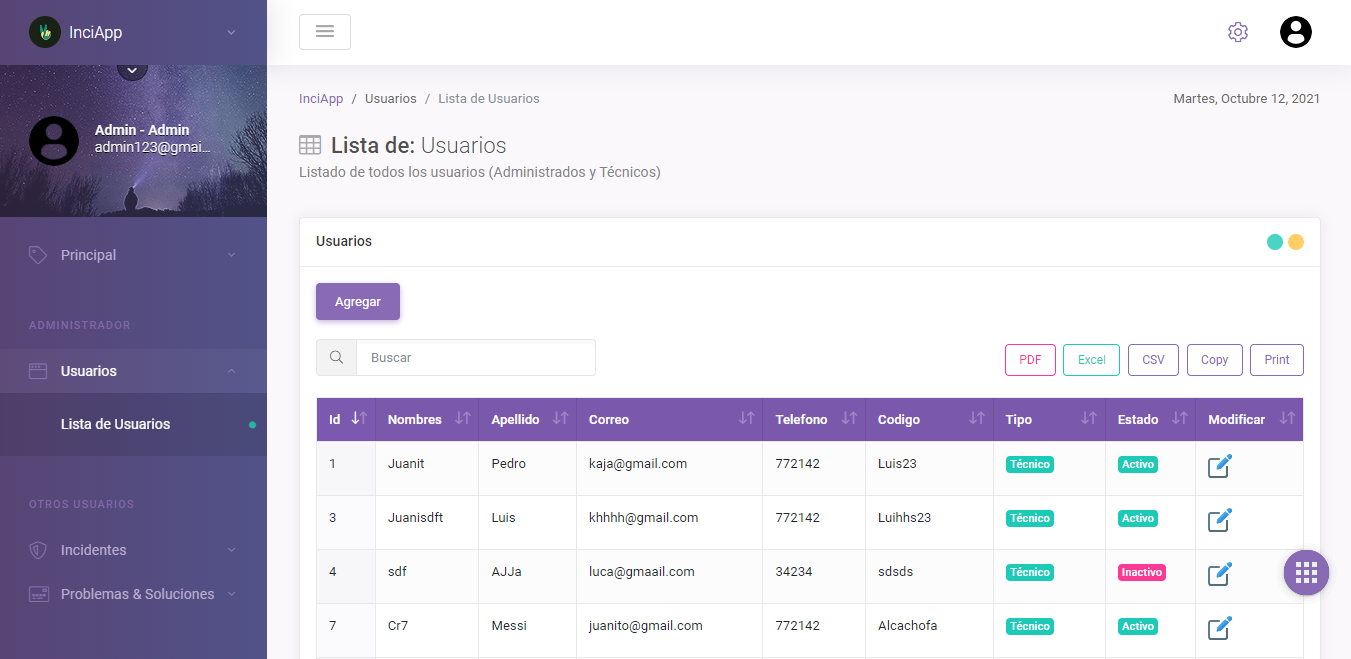 InciApp
Admin - Admin
admin123@gmai...
Principal
ADMINISTRADOR
Usuarios
Lista de Usuarios
OTROS USUARIOS
Incidentes
Problemas & Soluciones
InciApp / Usuarios / Lista de Usuarios
Martes, Octubre 12, 2021
Lista de: Usuarios
Listado de todos los usuarios (Administrados y Técnicos)
Usuarios
Agregar
Buscar
PDF Excel CSV Copy Print
Id Nombres Apellido Correo Telefono Codigo Tipo Estado Modificar
1 Juanit Pedro kaja@gmail.com 772142 Luis23 Técnico Activo
3 Juanisdft Luis khhhh@gmail.com 772142 Luihhs23 Técnico Activo
4 sdf AJJa luca@gmaail.com 34234 sdsds Técnico Inactivo
7 Cr7 Messi juanito@gmail.com 772142 Alcachofa Técnico Activo